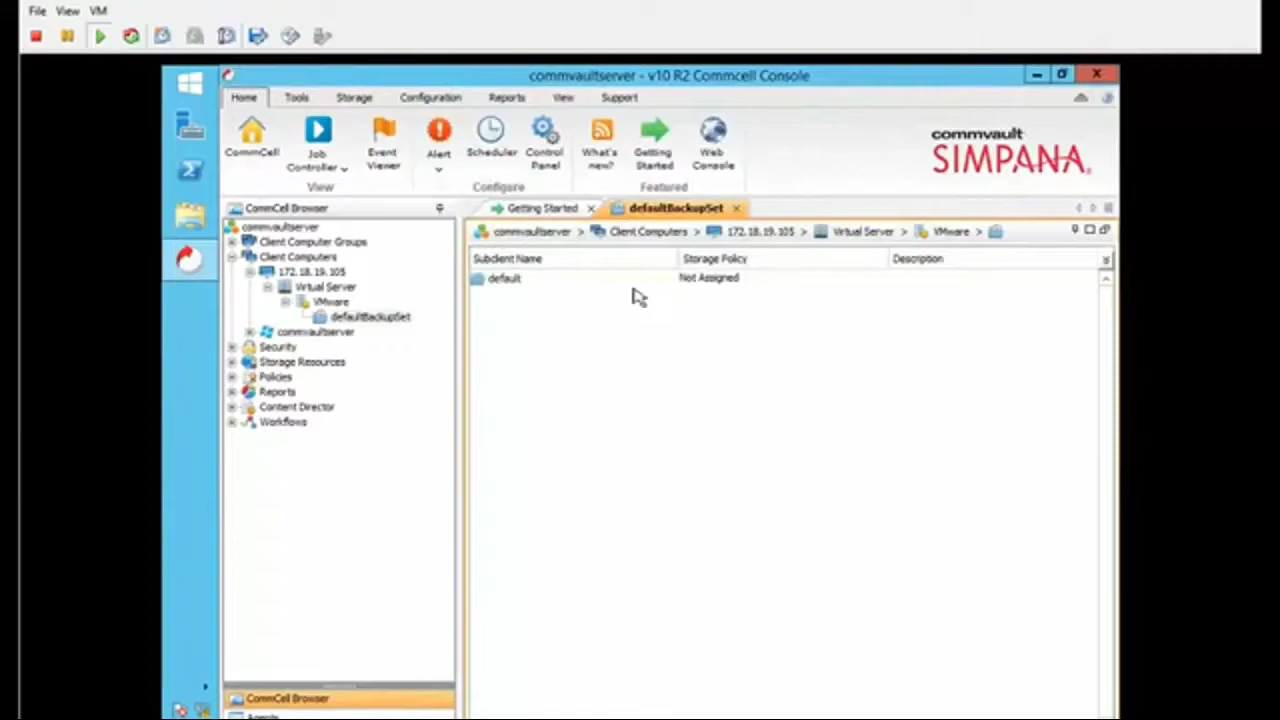 File View VM
commvaultserver - v10 R2 Commcell Console
Home Tools Storage Configuration Reports View Support
CommCell Job Controller Event Viewer Alert Scheduler Control Panel What's new? Getting Started Web Console
View Configure Featured
commvault
SIMPANA
CommCell Browser
Getting Started defaultBackupSet
commvaultserver > Client Computers > 172.18.19.105 > Virtual Server > VMware >
Subclient Name Storage Policy Description
default Not Assigned
commvaultserver
Client Computer Groups
Client Computers
172.18.19.105
Virtual Server
VMware
defaultBackupSet
commvaultserver
Security
Storage Resources
Policies
Reports
Content Director
Workflows
CommCell Browser
Agents